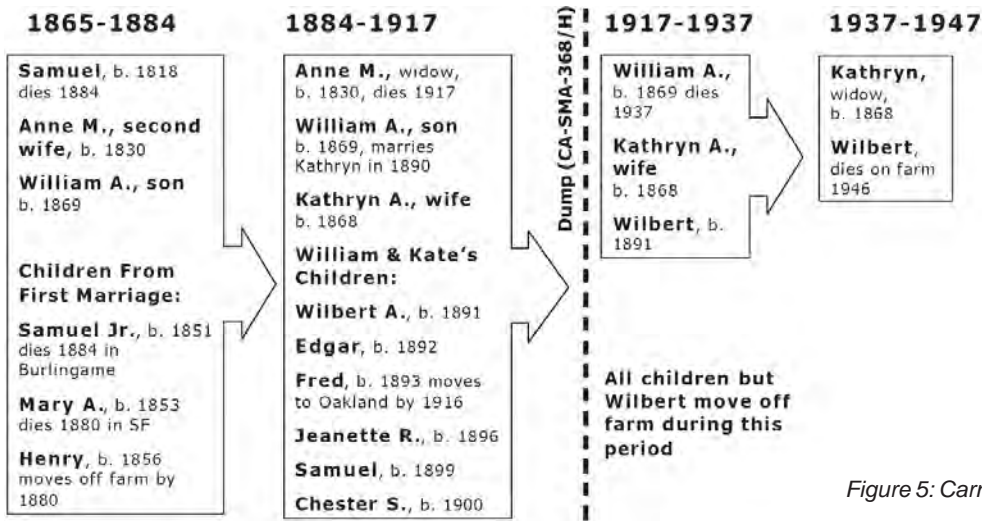 1865-1884
Samuel, b. 1818
dies 1884
Anne M., second
wife, b. 1830
William A., son
b. 1869
Children From
First Marriage:
Samuel Jr., b. 1851
dies 1884 in
Burlingame
Mary A., b. 1853
dies 1880 in SF
Henry, b. 1856
moves off farm by
1880
1884-1917
Anne M., widow,
b. 1830, dies 1917
William A., son
b. 1869, marries
Kathryn in 1890
Kathryn A., wife
b. 1868
William & Kate's
Children:
Wilbert A., b. 1891
Edgar, b. 1892
Fred, b. 1893 moves
to Oakland by 1916
Jeanette R., b. 1896
Samuel, b. 1899
Chester S., b. 1900
Dump (CA-SMA-368/H)
1917-1937
William A.,
b. 1869 dies
1937
Kathryn A.,
wife
b. 1868
Wilbert, b.
1891
All children but
Wilbert move off
farm during this
period
1937-1947
Kathryn,
widow,
b. 1868
Wilbert,
dies on farm
1946
Figure 5: Carr